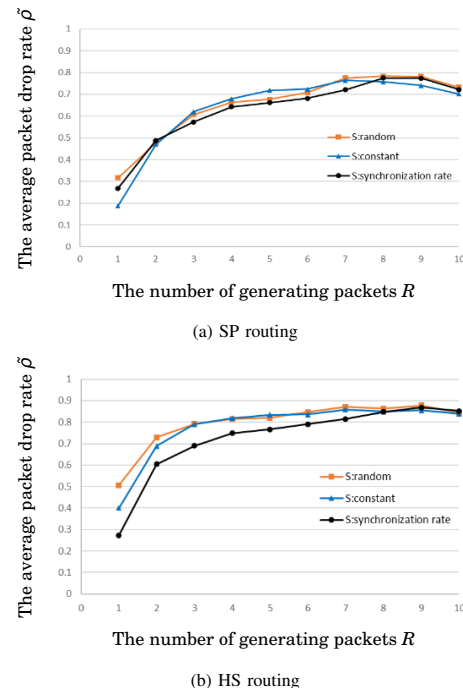 The average packet drop rate ρ̃
1
0.9
0.8
0.7
0.6
0.5
0.4
0.3
0.2
0.1
0
S:random
S:constant
S:synchronization rate
0 1 2 3 4 5 6 7 8 9 10
The number of generating packets R
(a) SP routing
The average packet drop rate ρ̃
1
0.9
0.8
0.7
0.6
0.5
0.4
0.3
0.2
0.1
0
S:random
S:constant
S:synchronization rate
0 1 2 3 4 5 6 7 8 9 10
The number of generating packets R
(b) HS routing